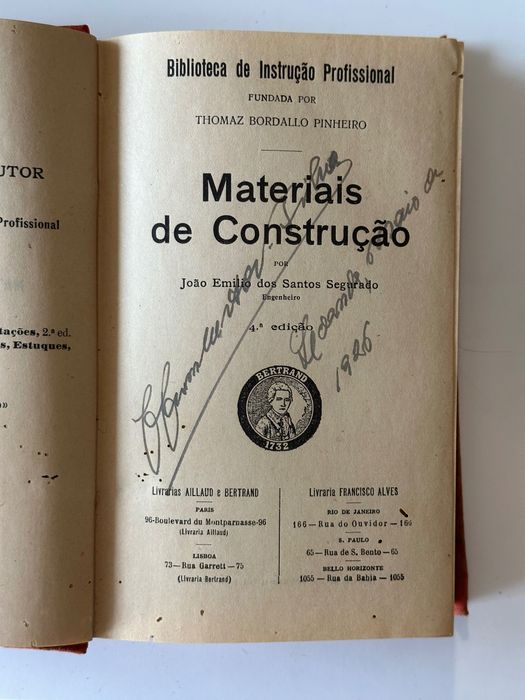 UTOR
Profissional
tações, 2.ª ed.
s, Estuques,
o»
Biblioteca de Instrução Profissional
FUNDADA POR
THOMAZ BORDALLO PINHEIRO
Materiais
de Construção
POR
João Emilio dos Santos Segurado
Engenheiro
4.ª edição
1926
BERTRAND
1732
Livrarias AILLAUD e BERTRAND
PARIS
96-Boulevard du Montparnasse-96
(Livraria Aillaud)
LISBOA
73—Rua Garrett—75
(Livraria Bertrand)
Livraria FRANCISCO ALVES
RIO DE JANEIRO
166—Rua do Ouvidor—166
S. PAULO
65—Rua de S. Bento—65
BELLO HORIZONTE
1055—Rua da Bahia—1055